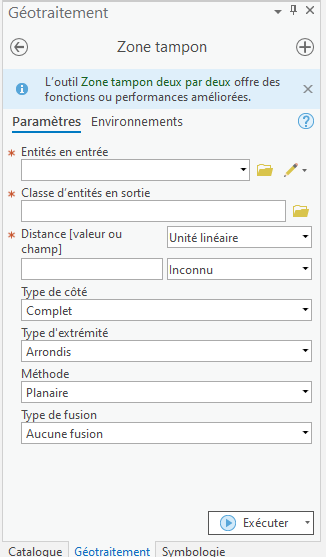 Géotraitement
Zone tampon
L'outil Zone tampon deux par deux offre des
fonctions ou performances améliorées.
Paramètres Environnements
Entités en entrée
Classe d'entités en sortie
Distance [valeur ou
champ]
Unité linéaire
Inconnu
Type de côté
Complet
Type d'extrémité
Arrondis
Méthode
Planaire
Type de fusion
Aucune fusion
Exécuter
Catalogue Géotraitement Symbologie